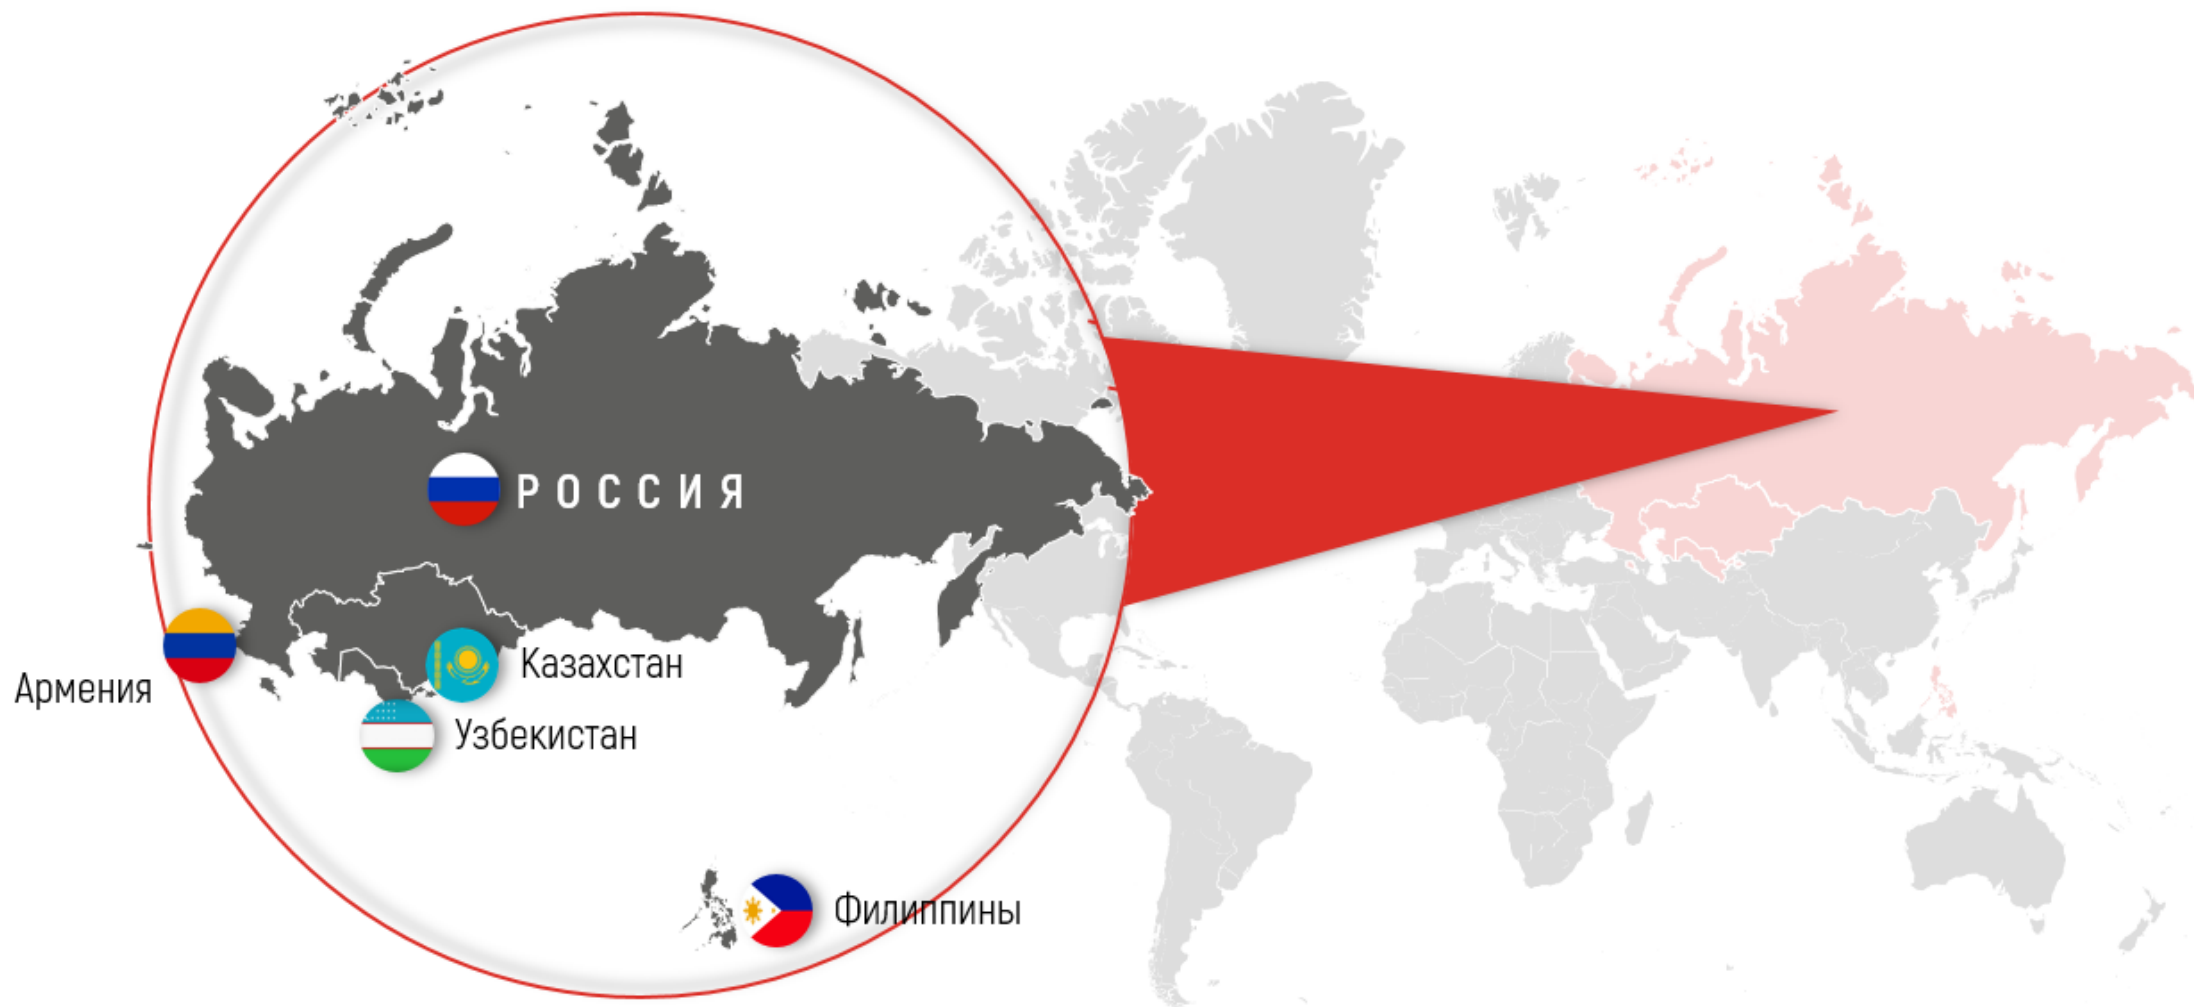 РОССИЯ
Казахстан
Армения
Узбекистан
Филиппины